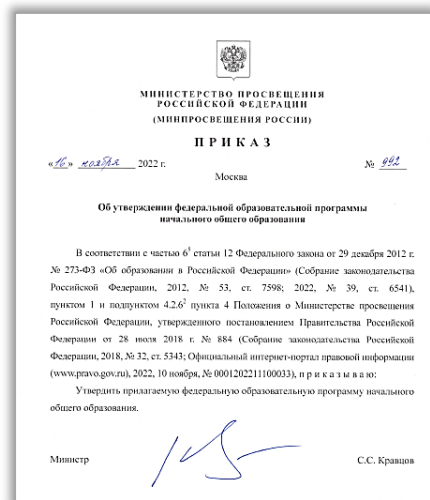 МИНИСТЕРСТВО ПРОСВЕЩЕНИЯ
РОССИЙСКОЙ ФЕДЕРАЦИИ
(МИНПРОСВЕЩЕНИЯ РОССИИ)
П Р И К А З
«16» ноября 2022 г. № 992
Москва
Об утверждении федеральной образовательной программы
начального общего образования
В соответствии с частью 6⁵ статьи 12 Федерального закона от 29 декабря 2012 г.
№ 273-ФЗ «Об образовании в Российской Федерации» (Собрание законодательства
Российской Федерации, 2012, № 53, ст. 7598; 2022, № 39, ст. 6541),
пунктом 1 и подпунктом 4.2.6² пункта 4 Положения о Министерстве просвещения
Российской Федерации, утвержденного постановлением Правительства Российской
Федерации от 28 июля 2018 г. № 884 (Собрание законодательства Российской
Федерации, 2018, № 32, ст. 5343; Официальный интернет-портал правовой информации
(www.pravo.gov.ru), 2022, 10 ноября, № 0001202211100033), п р и к а з ы в а ю:
Утвердить прилагаемую федеральную образовательную программу начального
общего образования.
Министр С.С. Кравцов